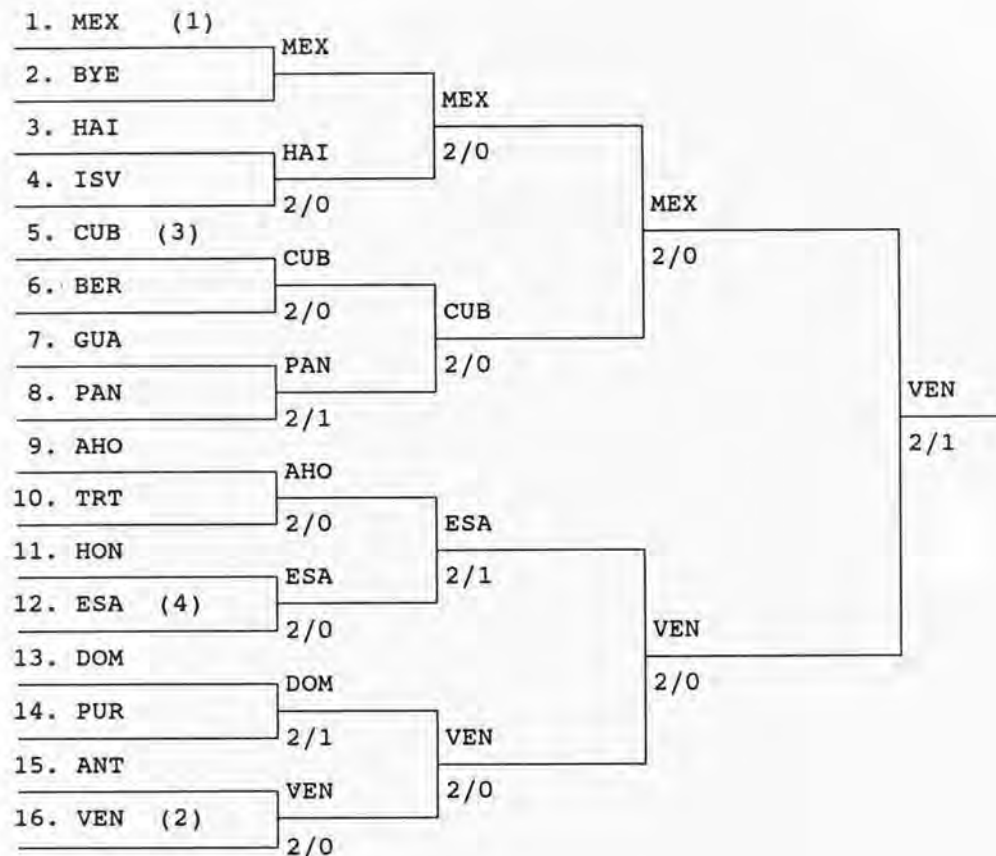 1. MEX (1)
MEX
2. BYE
MEX
3. HAI
HAI
2/0
4. ISV
2/0
MEX
5. CUB (3)
CUB
2/0
6. BER
2/0
CUB
7. GUA
PAN
2/0
8. PAN
2/1
VEN
9. AHO
AHO
2/1
10. TRT
2/0
ESA
11. HON
ESA
2/1
12. ESA (4)
2/0
VEN
13. DOM
DOM
2/0
14. PUR
2/1
VEN
15. ANT
VEN
2/0
16. VEN (2)
2/0